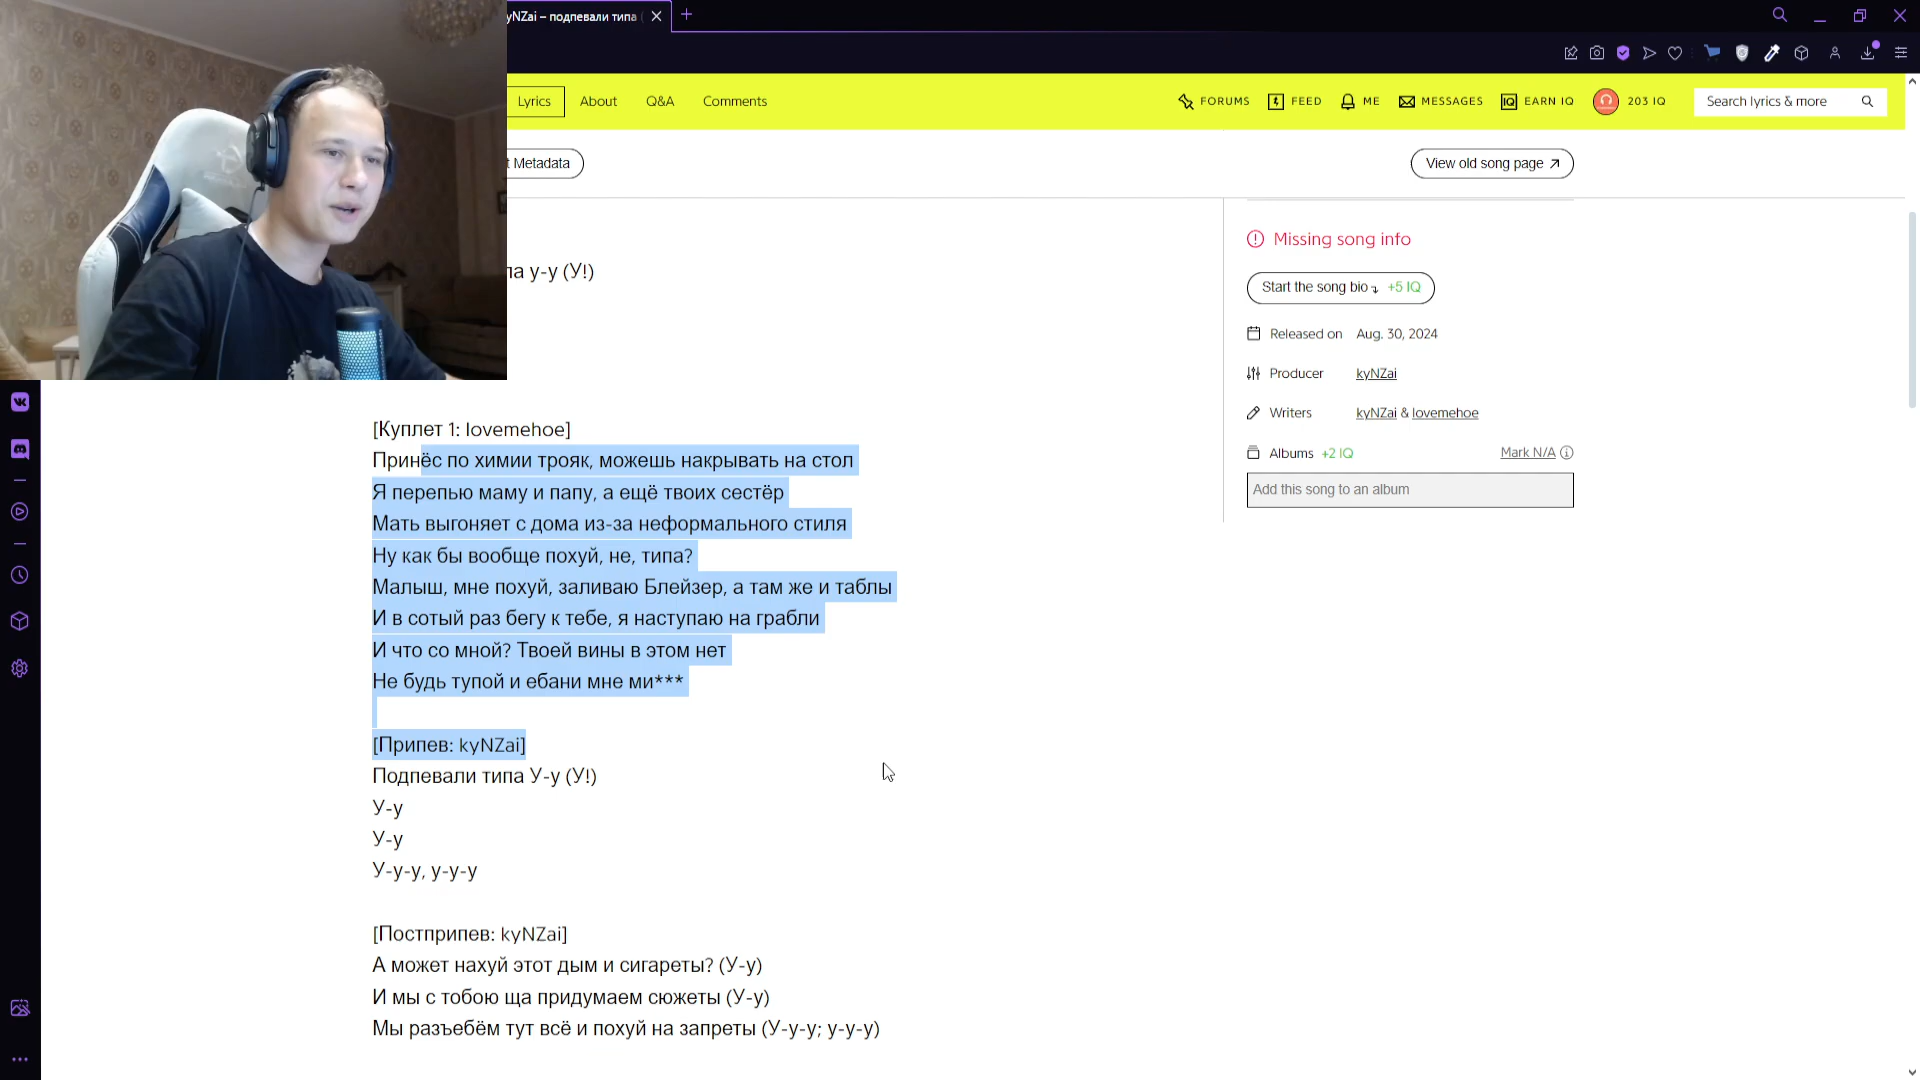 kyNZai – подпевали типа
Lyrics
About
Q&A
Comments
FORUMS
FEED
ME
MESSAGES
EARN IQ
203 IQ
Search lyrics & more
Metadata
View old song page
у-у (У!)
[Куплет 1: lovemehoe]
Принёс по химии трояк, можешь накрывать на стол
Я перепью маму и папу, а ещё твоих сестёр
Мать выгоняет с дома из-за неформального стиля
Ну как бы вообще похуй, не, типа?
Малыш, мне похуй, заливаю Блейзер, а там же и таблы
И в сотый раз бегу к тебе, я наступаю на грабли
И что со мной? Твоей вины в этом нет
Не будь тупой и ебани мне ми***
[Припев: kyNZai]
Подпевали типа У-у (У!)
У-у
У-у
У-у-у, у-у-у
[Постприпев: kyNZai]
А может нахуй этот дым и сигареты? (У-у)
И мы с тобою ща придумаем сюжеты (У-у)
Мы разъебём тут всё и похуй на запреты (У-у-у; у-у-у)
Missing song info
Start the song bio +5 IQ
Released on Aug. 30, 2024
Producer kyNZai
Writers kyNZai & lovemehoe
Albums +2 IQ Mark N/A
Add this song to an album